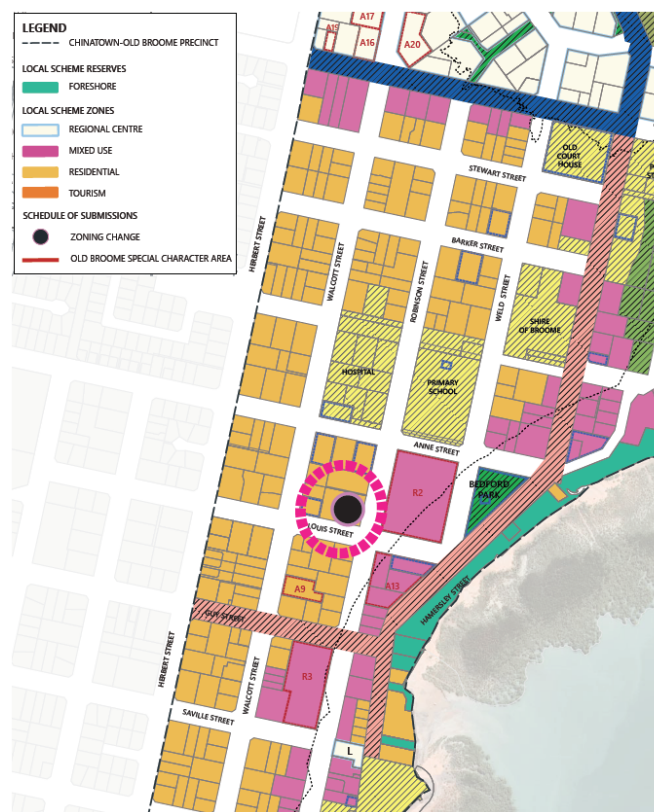 LEGEND
CHINATOWN-OLD BROOME PRECINCT
LOCAL SCHEME RESERVES
FORESHORE
LOCAL SCHEME ZONES
REGIONAL CENTRE
MIXED USE
RESIDENTIAL
TOURISM
SCHEDULE OF SUBMISSIONS
ZONING CHANGE
OLD BROOME SPECIAL CHARACTER AREA
A17
A16
A20
OLD
COURT
HOUSE
STEWART STREET
HERBERT STREET
WALCOTT STREET
BARKER STREET
ROBINSON STREET
WELD STREET
SHIRE
OF BROOME
HOSPITAL
PRIMARY
SCHOOL
ANNE STREET
R2
BEDFORD
PARK
LOUIS STREET
A9
A13
HAMERSLEY STREET
GUY STREET
HERBERT STREET
WALCOTT STREET
R3
SAVILLE STREET
L